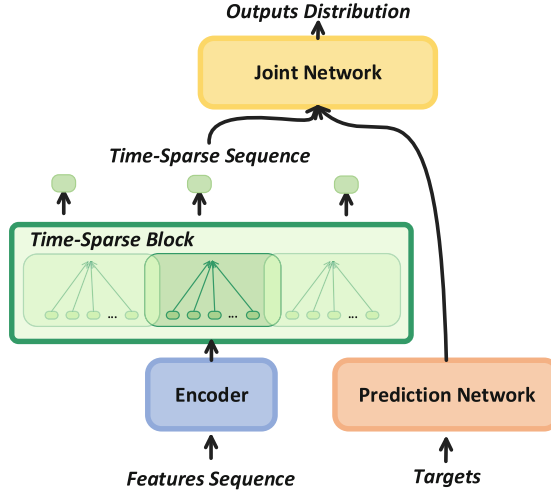 Outputs Distribution
Joint Network
Time-Sparse Sequence
Time-Sparse Block
... ... ...
Encoder
Prediction Network
Features Sequence
Targets